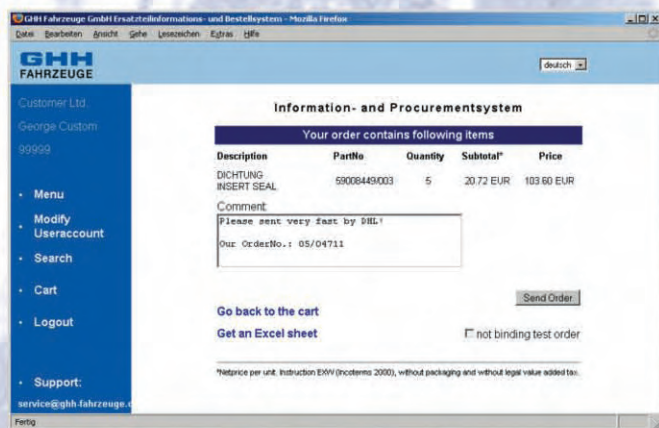 GHH Fahrzeuge GmbH Ersatzteilinformations- und Bestellsystem - Mozilla Firefox
Datei Bearbeiten Ansicht Gehe Lesezeichen Extras Hilfe
GHH
FAHRZEUGE
deutsch
Customer Ltd.
George Custom
99999
Menu
Modify
Useraccount
Search
Cart
Logout
Support:
service@ghh-fahrzeuge.
Information- and Procurementsystem
Your order contains following items
Description PartNo Quantity Subtotal* Price
DICHTUNG
INSERT SEAL 59008449/003 5 20.72 EUR 103.60 EUR
Comment
Please sent very fast by DHL!
Our OrderNo.: 05/04711
Send Order
Go back to the cart
Get an Excel sheet not binding test order
*Netprice per unit. Instruction EXW (Incoterms 2000), without packaging and without legal value added tax.
Fertig